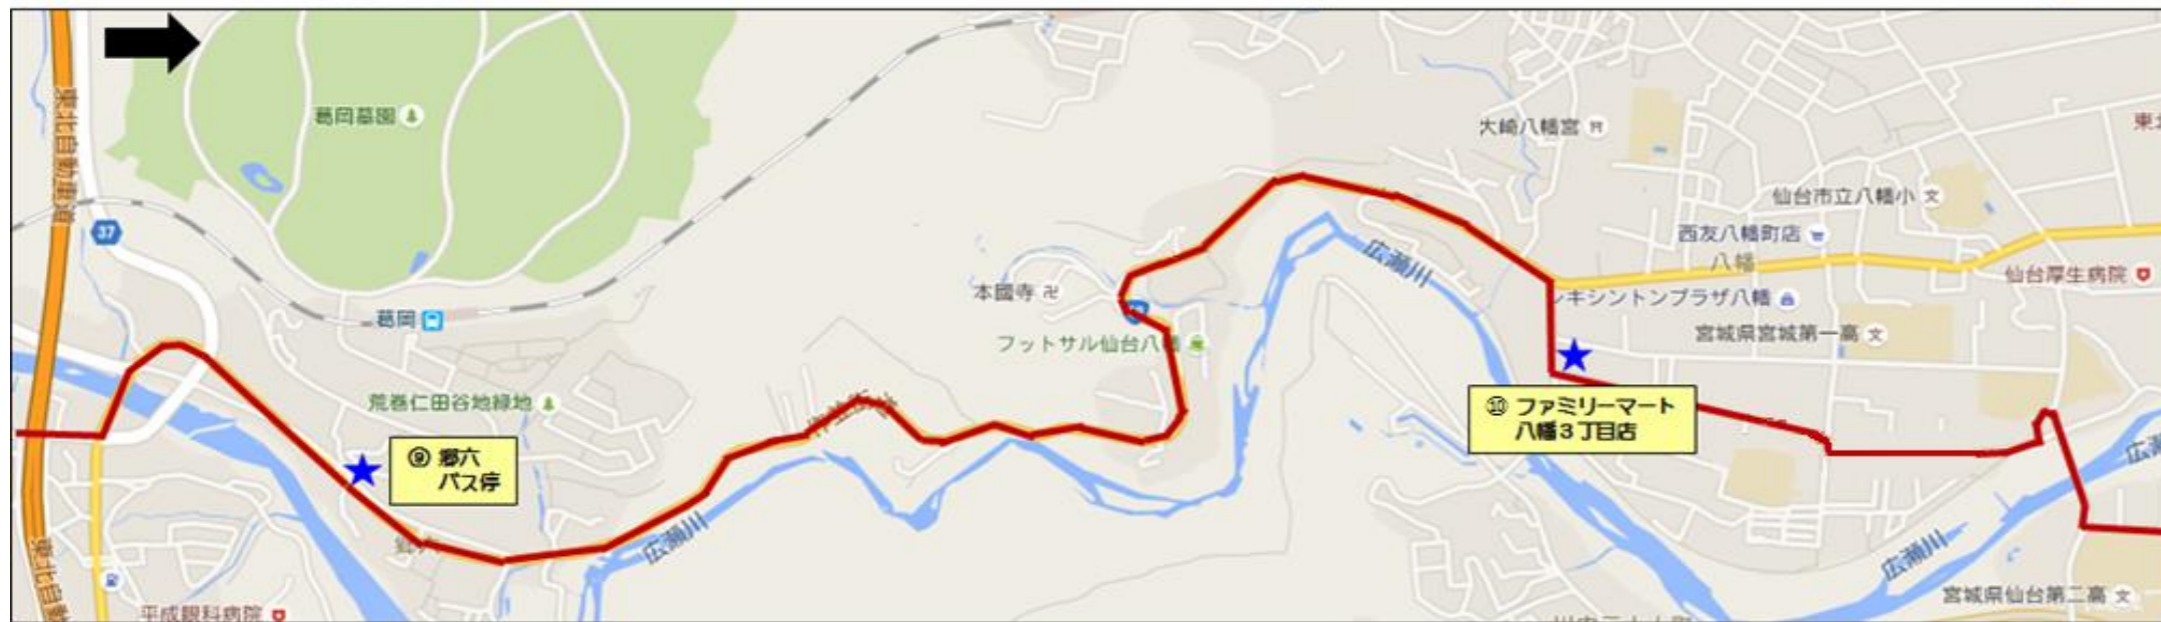 東北自動車道
葛岡墓園
37
葛岡
荒巻仁田谷地緑地
⑨ 郷六
バス停
広瀬川
平成眼科病院
東北自動
本國寺
フットサル仙台八幡
広瀬川
大崎八幡宮
仙台市立八幡小
西友八幡町店
八幡
レキシントンプラザ八幡
仙台厚生病院
宮城県宮城第一高
⑩ ファミリーマート
八幡3丁目店
広瀬川
宮城県仙台第二高